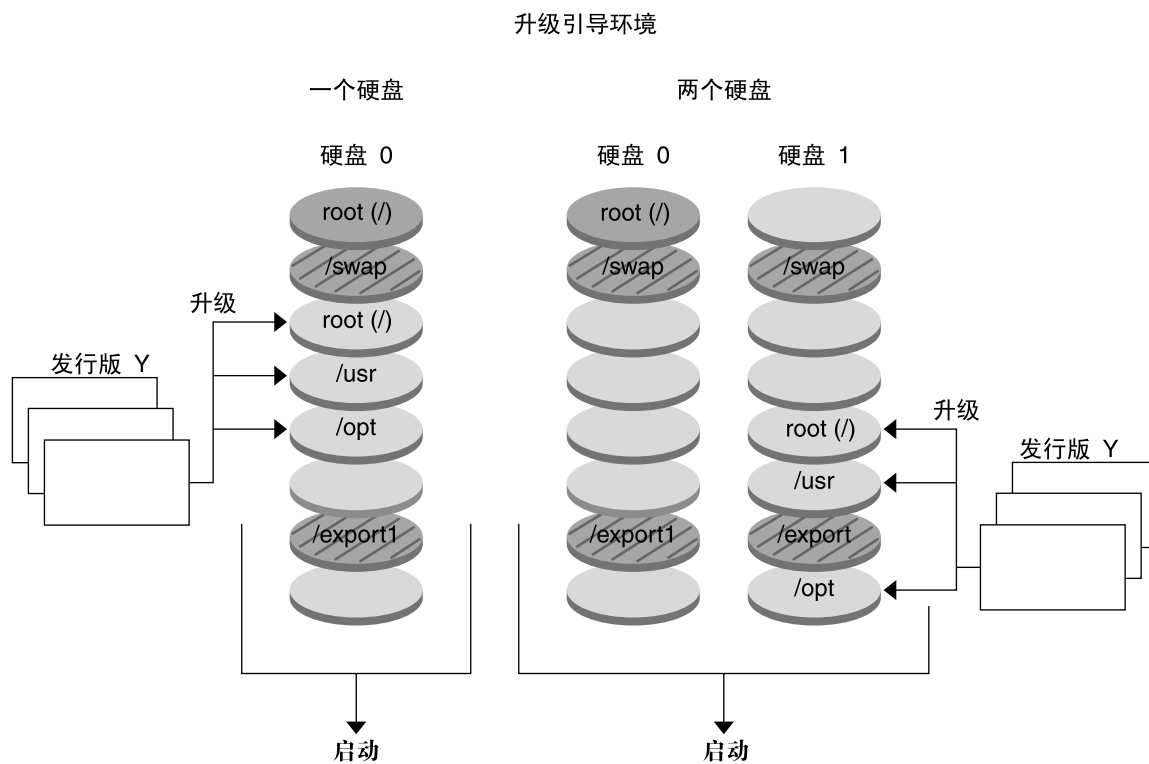 升级引导环境
一个硬盘
两个硬盘
硬盘 0
硬盘 0
硬盘 1
root (/)
/swap
升级
root (/)
/usr
/opt
/export1
发行版 Y
启动
root (/)
/swap
/export1
/swap
root (/)
/usr
/export
/opt
升级
发行版 Y
启动